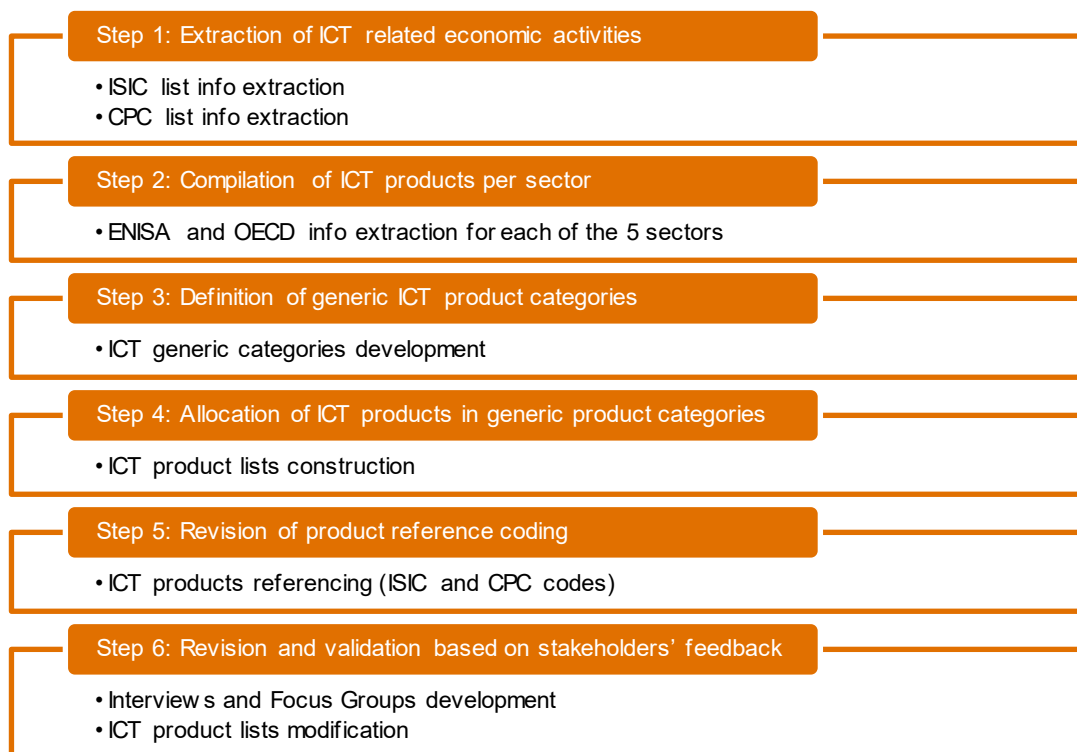 Step 1: Extraction of ICT related economic activities
• ISIC list info extraction
• CPC list info extraction
Step 2: Compilation of ICT products per sector
• ENISA and OECD info extraction for each of the 5 sectors
Step 3: Definition of generic ICT product categories
• ICT generic categories development
Step 4: Allocation of ICT products in generic product categories
• ICT product lists construction
Step 5: Revision of product reference coding
• ICT products referencing (ISIC and CPC codes)
Step 6: Revision and validation based on stakeholders’ feedback
• Interviews and Focus Groups development
• ICT product lists modification